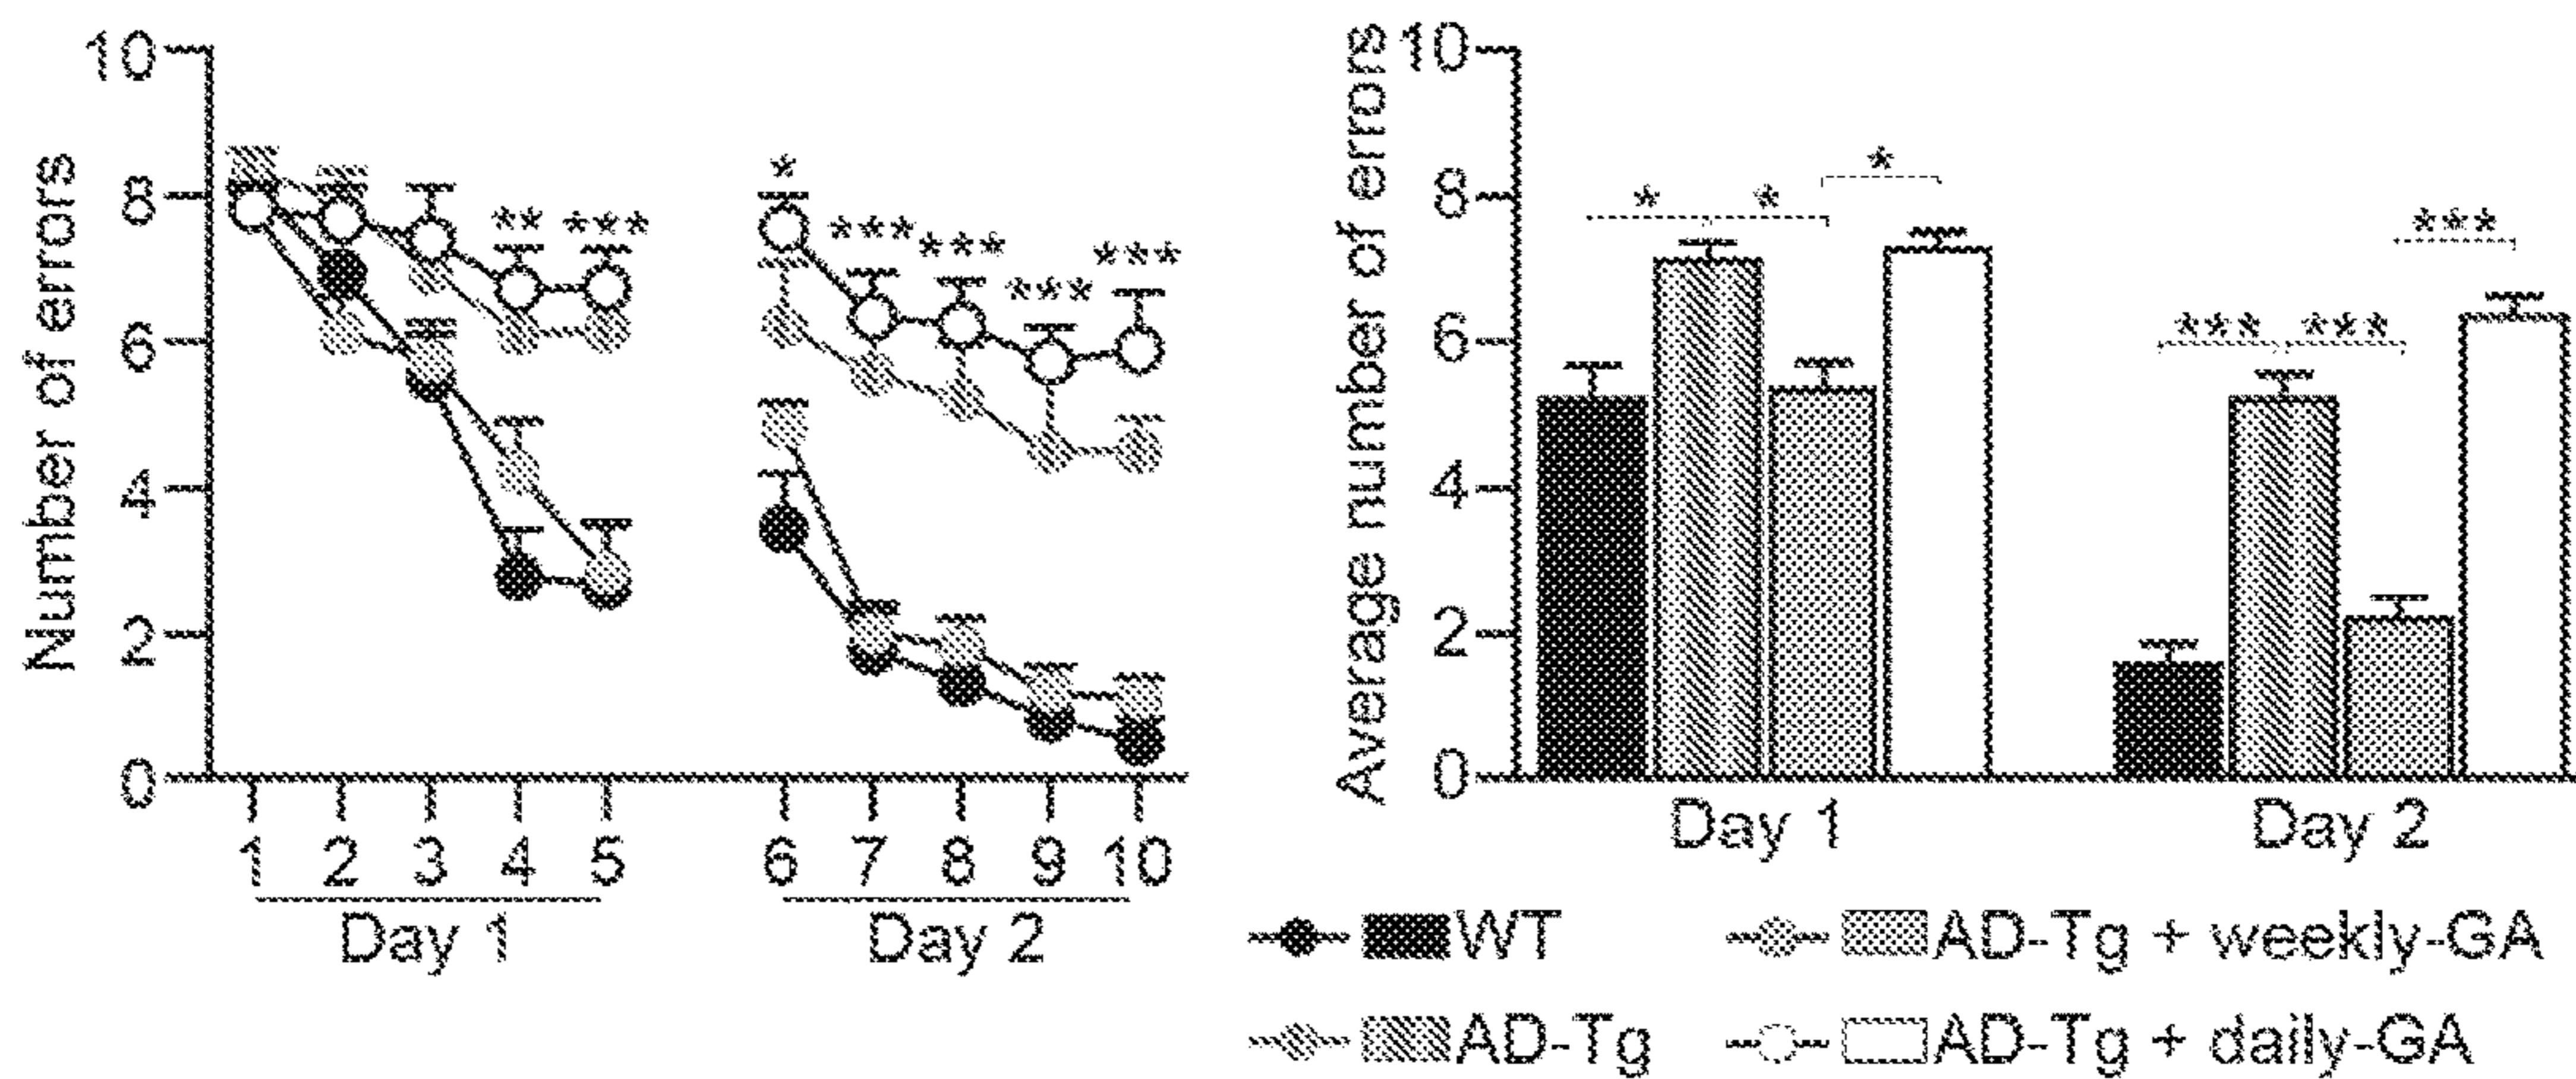 Number of errors
10
8
6
4
2
0
** ***
* *** *** *** ***
1 2 3 4 5 6 7 8 9 10
Day 1 Day 2
Average number of errors
10
8
6
4
2
0
* * *
*** *** ***
Day 1 Day 2
WT AD-Tg + weekly-GA
AD-Tg AD-Tg + daily-GA